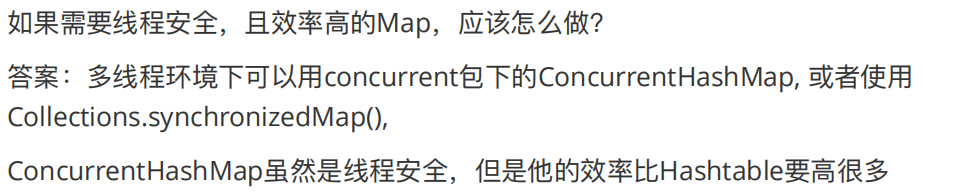 如果需要线程安全，且效率高的Map，应该怎么做？
答案：多线程环境下可以用concurrent包下的ConcurrentHashMap, 或者使用
Collections.synchronizedMap(),
ConcurrentHashMap虽然是线程安全，但是他的效率比Hashtable要高很多